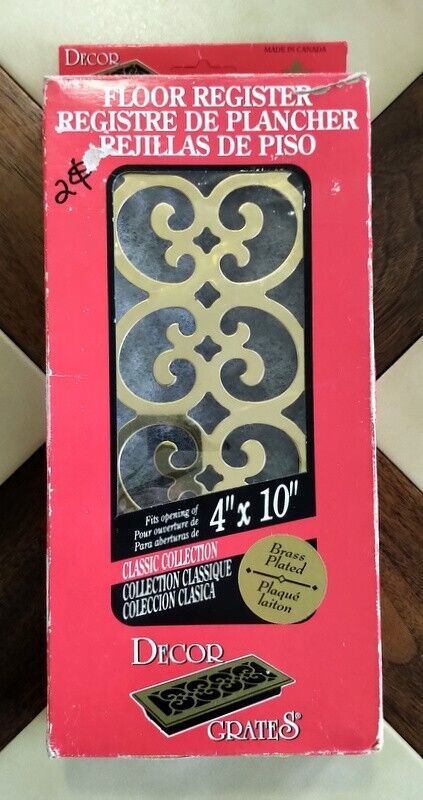 DECOR
MADE IN CANADA
FLOOR REGISTER
REGISTRE DE PLANCHER
REJILLAS DE PISO
2¢
Fits opening of
Pour ouverture de
Para aberturas de
4" x 10"
CLASSIC COLLECTION
COLLECTION CLASSIQUE
COLECCION CLASICA
Brass
Plated
Plaqué
laiton
DECOR
GRATES®